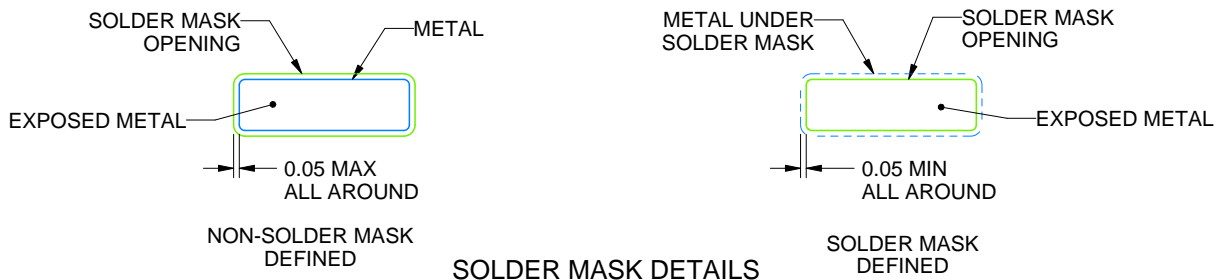 SOLDER MASK
OPENING
METAL
EXPOSED METAL
0.05 MAX
ALL AROUND
NON-SOLDER MASK
DEFINED
METAL UNDER
SOLDER MASK
SOLDER MASK
OPENING
EXPOSED METAL
0.05 MIN
ALL AROUND
SOLDER MASK
DEFINED
SOLDER MASK DETAILS